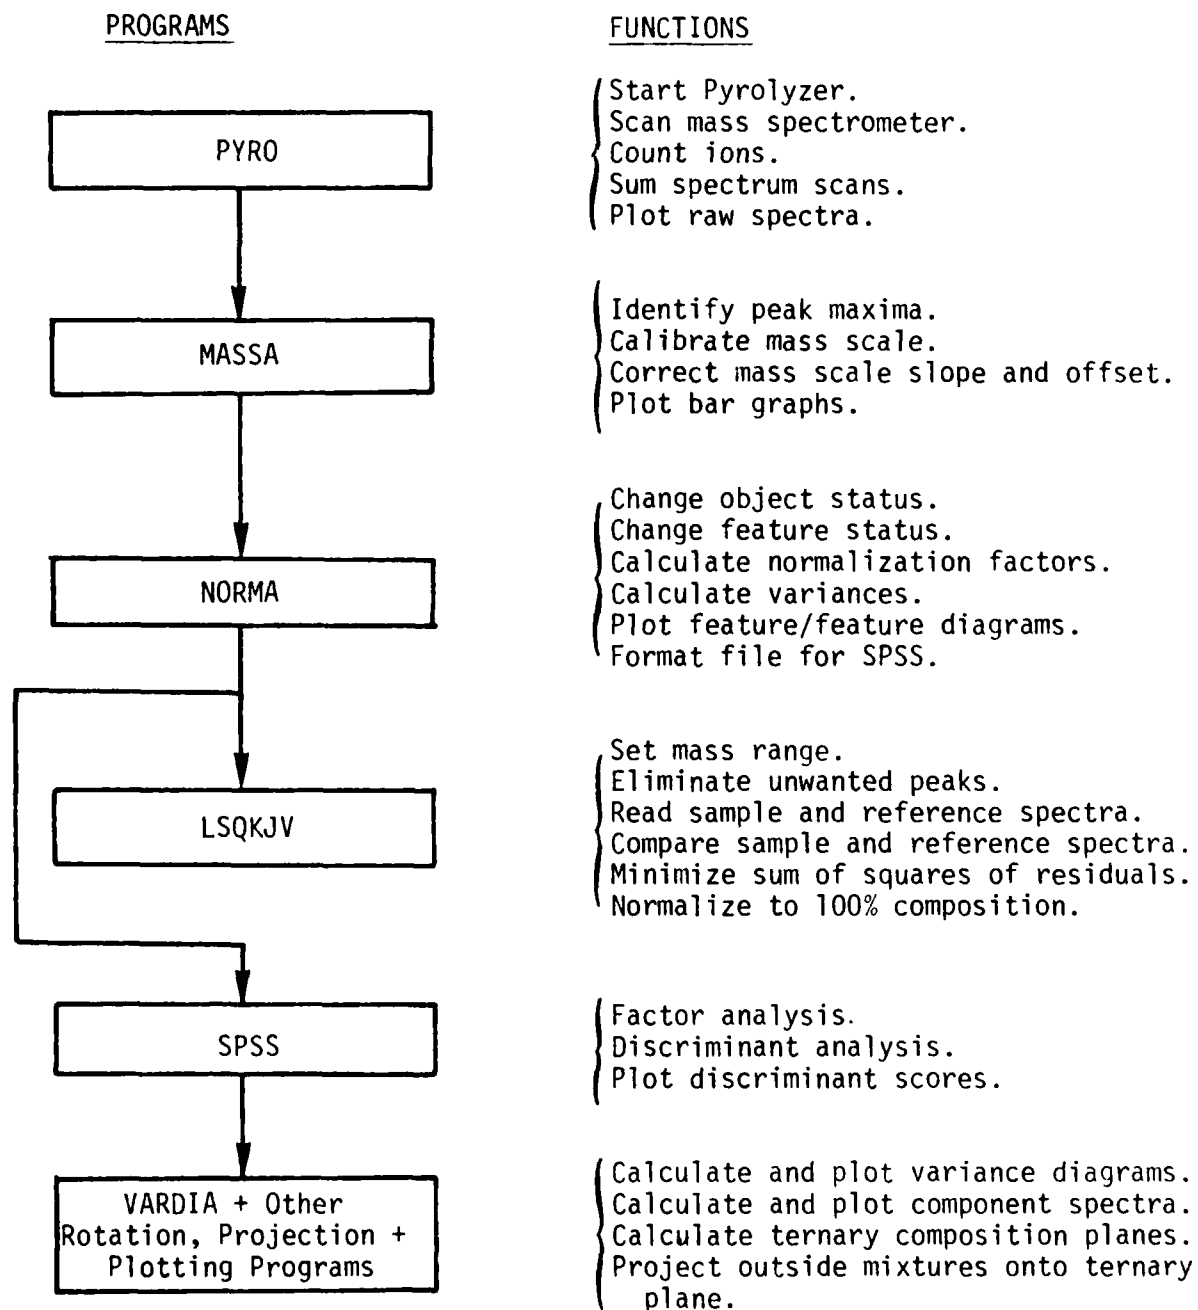 PROGRAMS
FUNCTIONS
PYRO
Start Pyrolyzer.
Scan mass spectrometer.
Count ions.
Sum spectrum scans.
Plot raw spectra.
MASSA
Identify peak maxima.
Calibrate mass scale.
Correct mass scale slope and offset.
Plot bar graphs.
NORMA
Change object status.
Change feature status.
Calculate normalization factors.
Calculate variances.
Plot feature/feature diagrams.
Format file for SPSS.
LSQKJV
Set mass range.
Eliminate unwanted peaks.
Read sample and reference spectra.
Compare sample and reference spectra.
Minimize sum of squares of residuals.
Normalize to 100% composition.
SPSS
Factor analysis.
Discriminant analysis.
Plot discriminant scores.
VARDIA + Other
Rotation, Projection +
Plotting Programs
Calculate and plot variance diagrams.
Calculate and plot component spectra.
Calculate ternary composition planes.
Project outside mixtures onto ternary
plane.